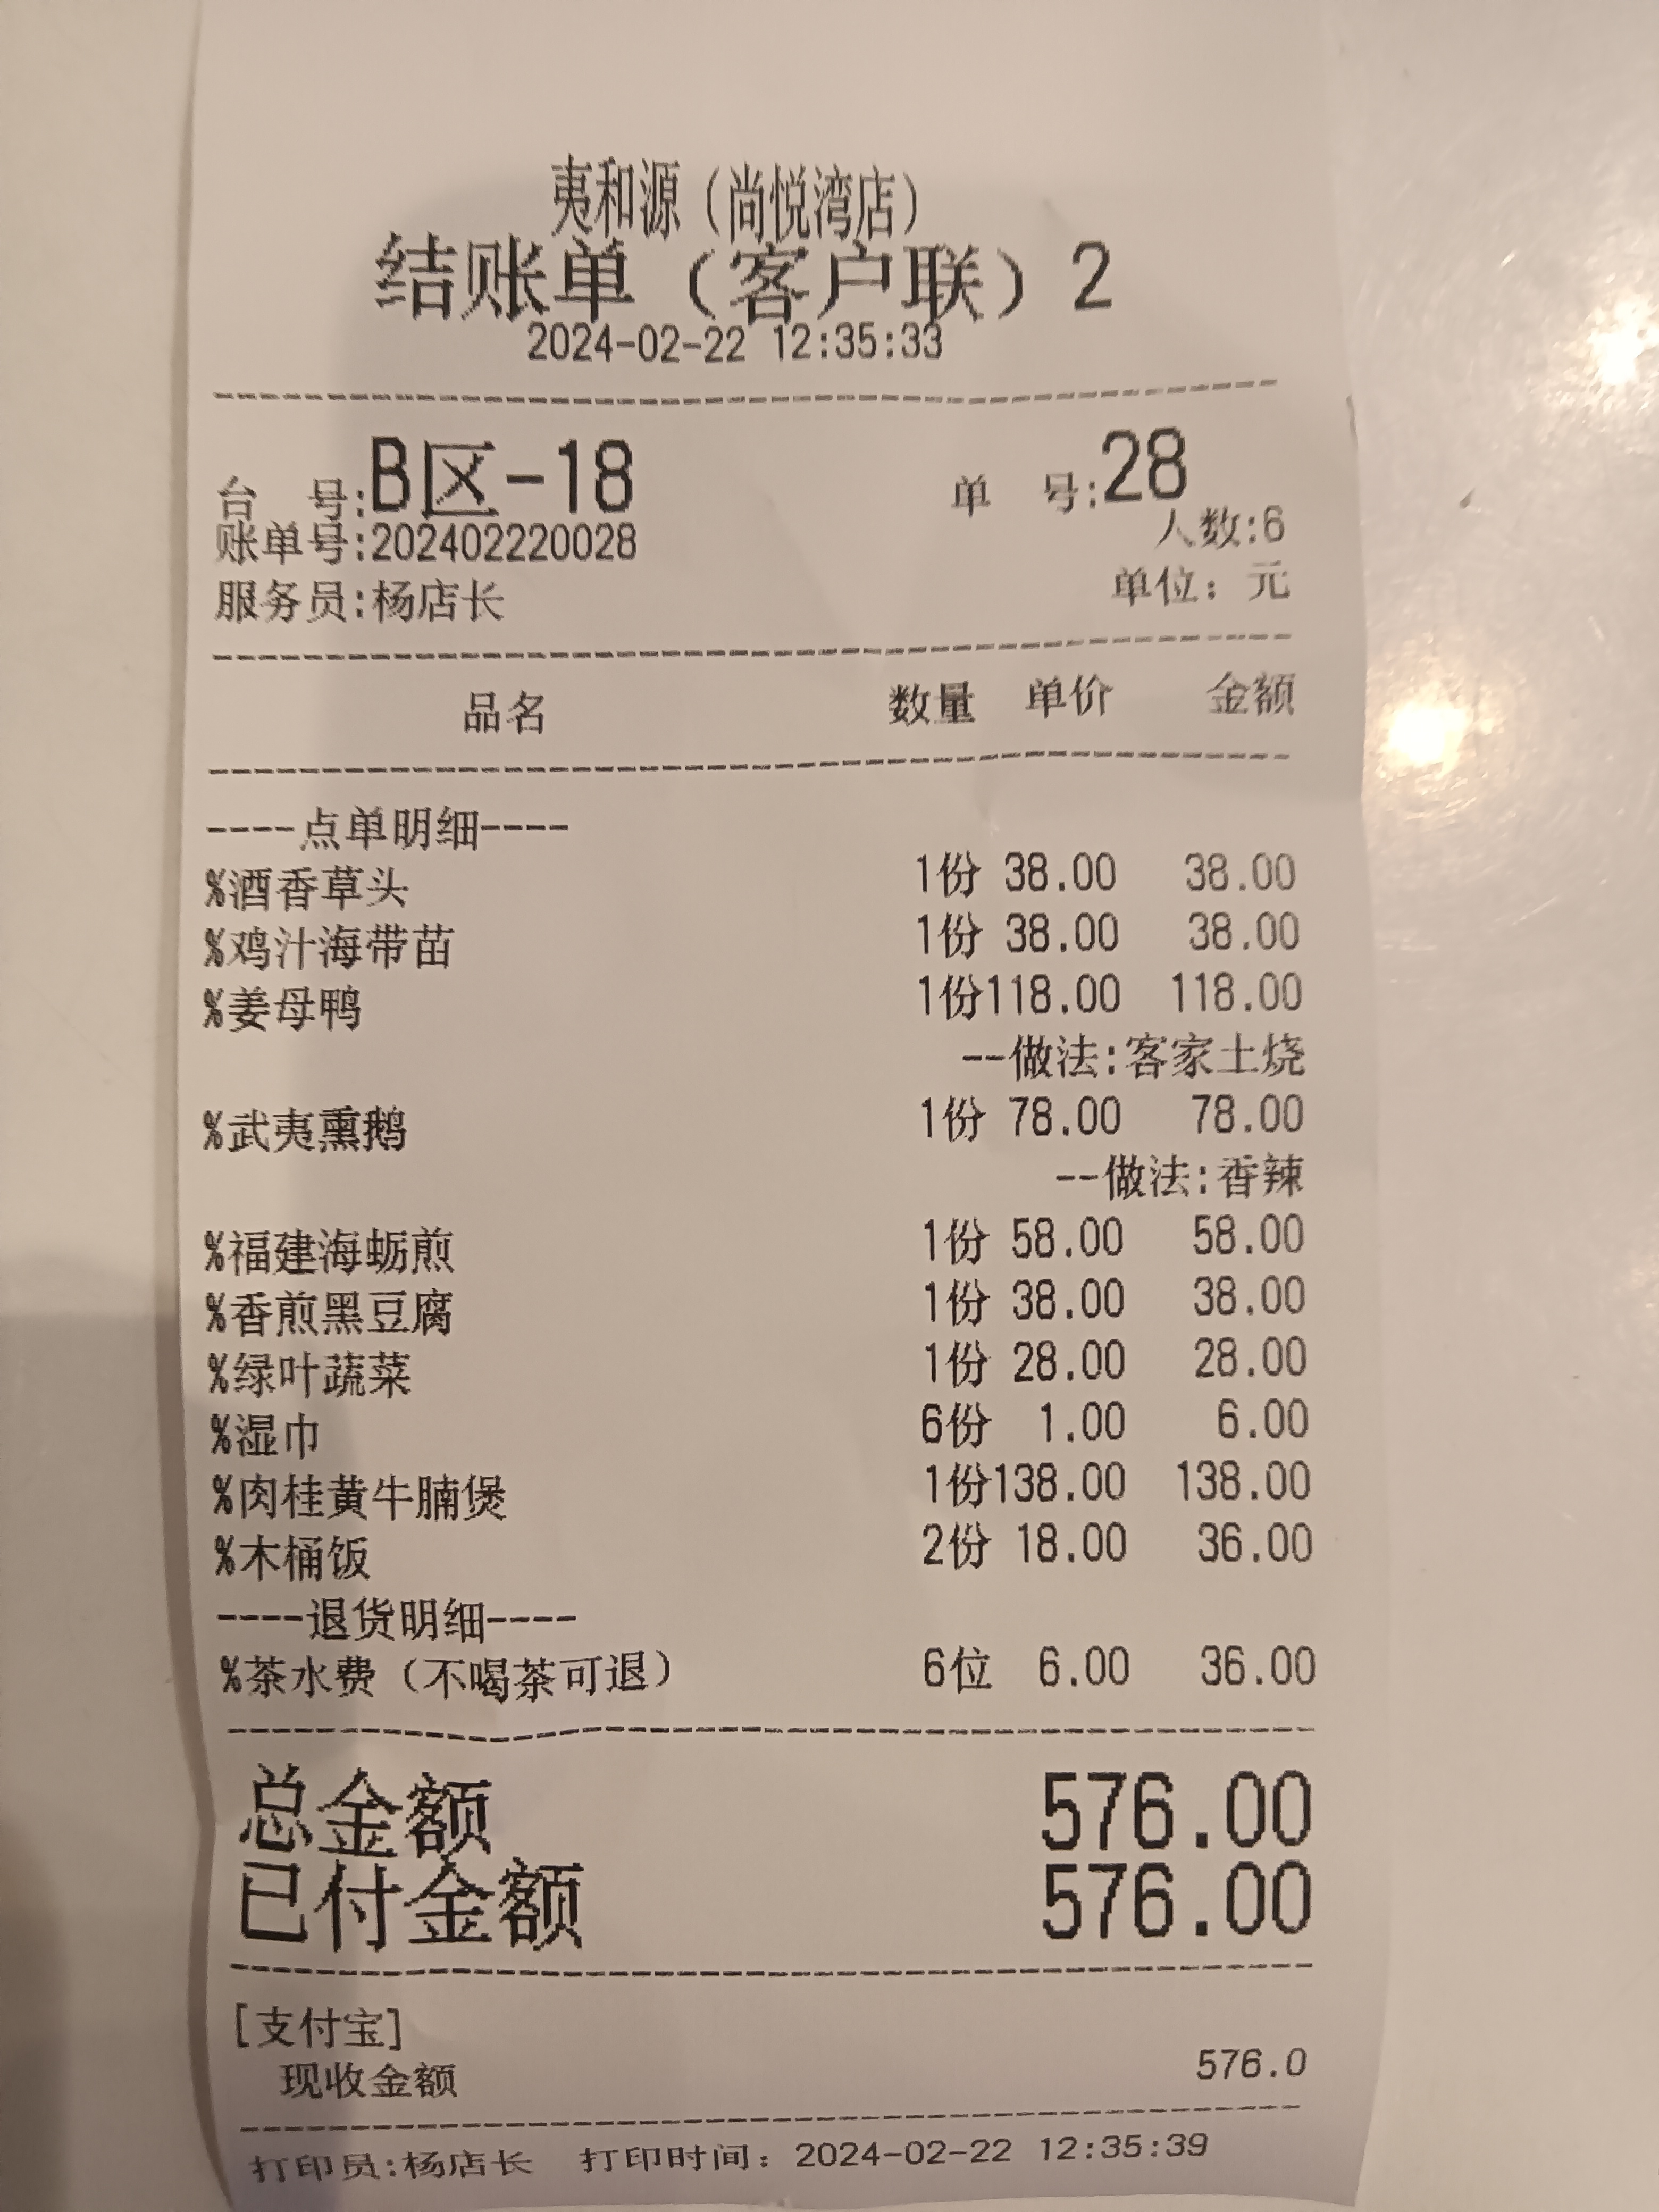 夷和源（尚悦湾店）
结账单（客户联）2
2024-02-22 12:35:33
台 号:B区-18 单 号:28
账单号:202402220028 人数:6
服务员:杨店长 单位：元
品名 数量 单价 金额
----点单明细----
%酒香草头 1份 38.00 38.00
%鸡汁海带苗 1份 38.00 38.00
%姜母鸭 1份118.00 118.00
--做法:客家土烧
%武夷熏鹅 1份 78.00 78.00
--做法:香辣
%福建海蛎煎 1份 58.00 58.00
%香煎黑豆腐 1份 38.00 38.00
%绿叶蔬菜 1份 28.00 28.00
%湿巾 6份 1.00 6.00
%肉桂黄牛腩煲 1份138.00 138.00
%木桶饭 2份 18.00 36.00
----退货明细----
%茶水费（不喝茶可退） 6位 6.00 36.00
总金额 576.00
已付金额 576.00
[支付宝]
现收金额 576.0
打印员:杨店长 打印时间：2024-02-22 12:35:39